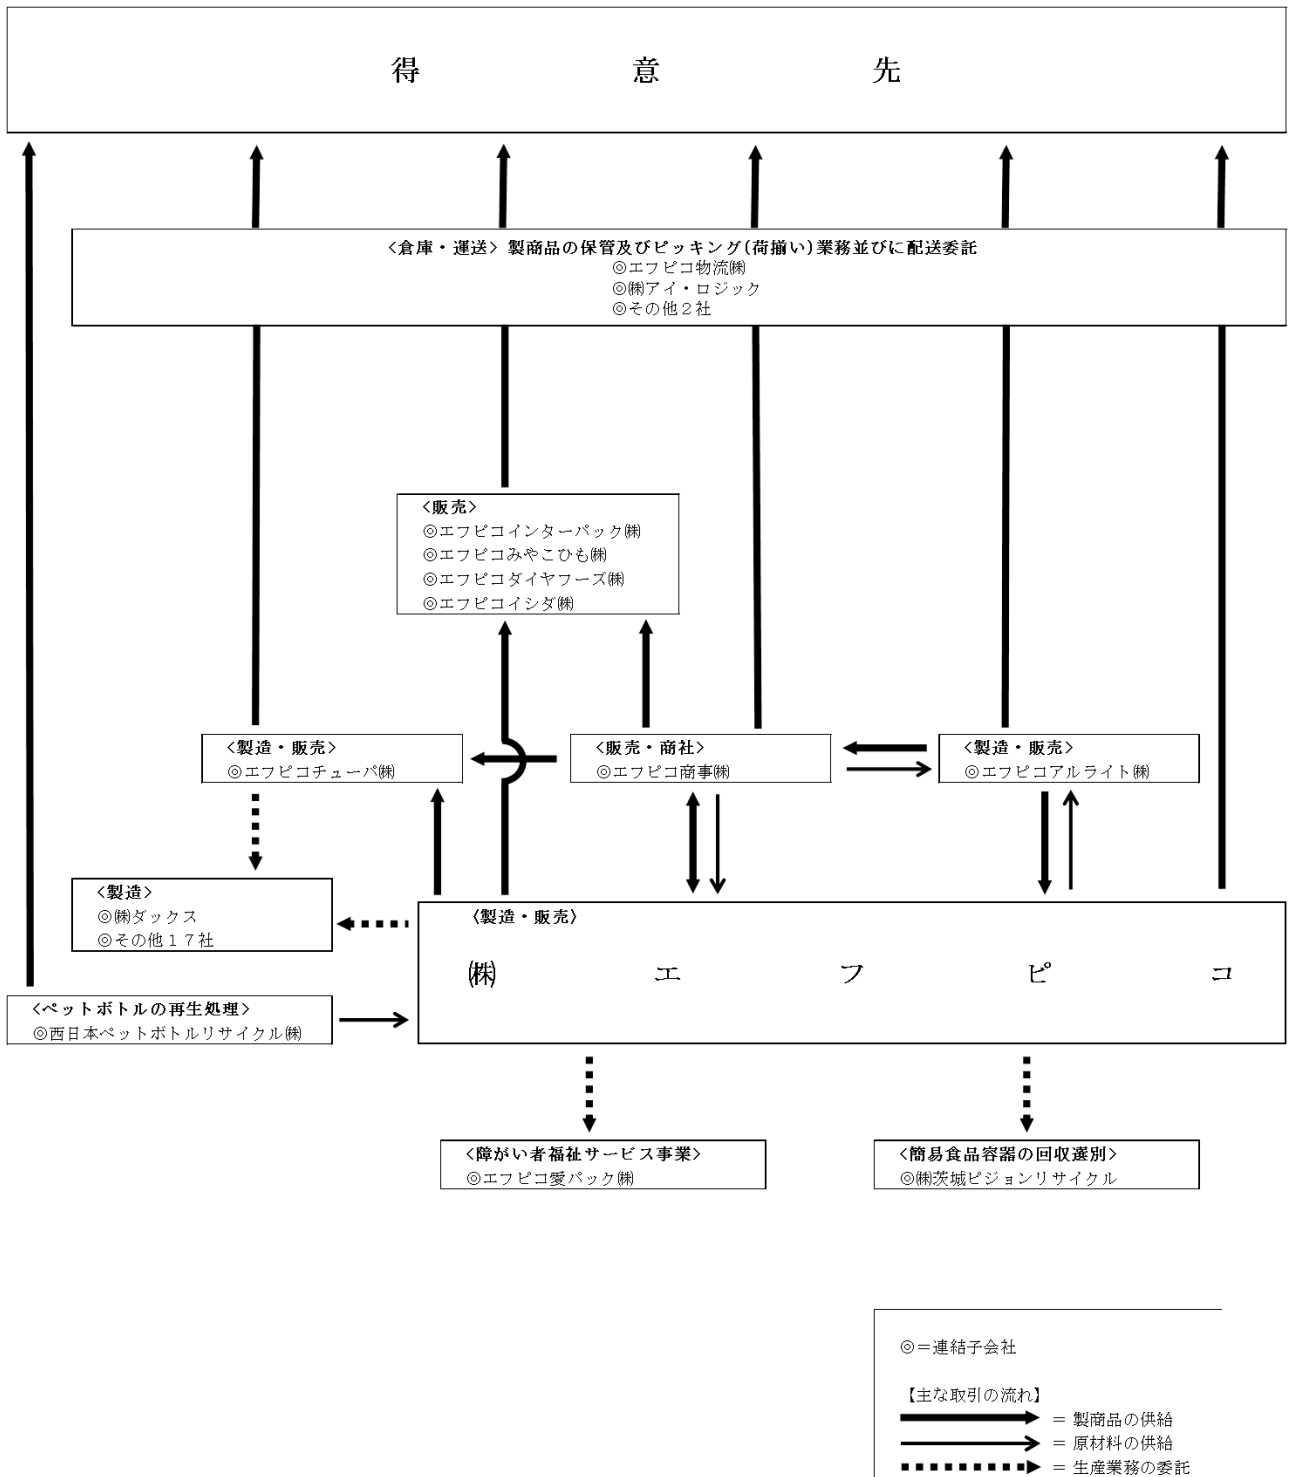 得意先
<倉庫・運送> 製商品の保管及びピッキング(荷揃い)業務並びに配送委託
◎エフピコ物流㈱
◎㈱アイ・ロジック
◎その他２社
<販売>
◎エフピコインターパック㈱
◎エフピコみやこひも㈱
◎エフピコダイヤフーズ㈱
◎エフピコイシダ㈱
<製造・販売>
◎エフピコチューパ㈱
<販売・商社>
◎エフピコ商事㈱
<製造・販売>
◎エフピコアルライト㈱
<製造>
◎㈱ダックス
◎その他１７社
<製造・販売>
㈱エフピコ
<ペットボトルの再生処理>
◎西日本ペットボトルリサイクル㈱
<障がい者福祉サービス事業>
◎エフピコ愛パック㈱
<簡易食品容器の回収選別>
◎㈱茨城ピジョンリサイクル
◎＝連結子会社
【主な取引の流れ】
＝ 製商品の供給
＝ 原材料の供給
＝ 生産業務の委託